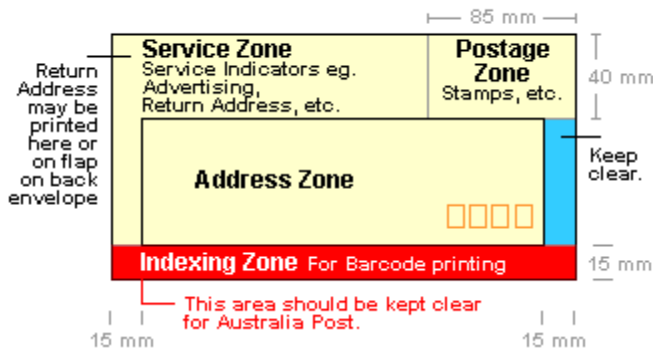 85 mm
Service Zone
Service Indicators eg.
Advertising,
Return Address, etc.
Postage
Zone
Stamps, etc.
40 mm
Return
Address
may be
printed
here or
on flap
on back
envelope
Address Zone
Keep
clear.
Indexing Zone For Barcode printing
15 mm
This area should be kept clear
for Australia Post.
15 mm
15 mm